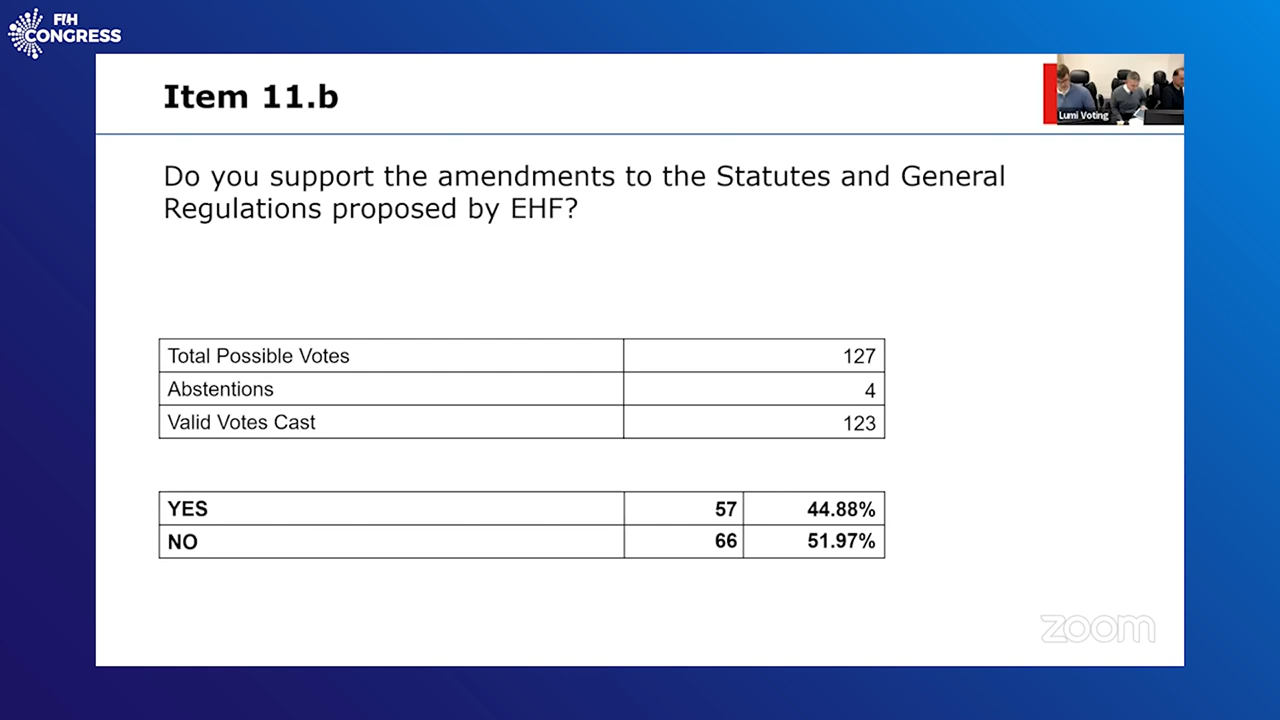 FIH
CONGRESS
Item 11.b
Lumi Voting
Do you support the amendments to the Statutes and General
Regulations proposed by EHF?
Total Possible Votes 127
Abstentions 4
Valid Votes Cast 123
YES 57 44.88%
NO 66 51.97%
zoom